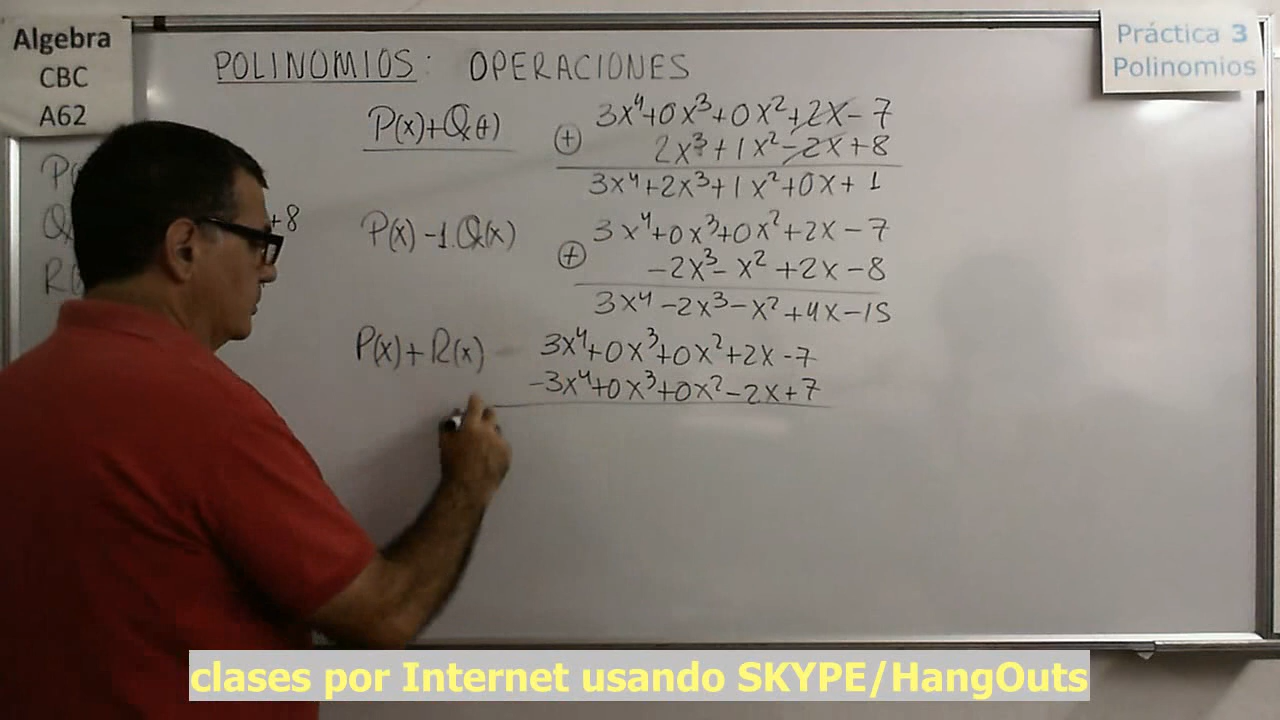 Algebra
CBC
A62
Práctica 3
Polinomios
POLINOMIOS: OPERACIONES
P(x)+Q(x) 3x⁴+0x³+0x²+2x-7
(+) 2x³+1x²-2x+8
3x⁴+2x³+1x²+0x+1
P(x)-1.Q(x) 3x⁴+0x³+0x²+2x-7
(+) -2x³-x²+2x-8
3x⁴-2x³-x²+4x-15
P(x)+R(x) 3x⁴+0x³+0x²+2x-7
-3x⁴+0x³+0x²-2x+7
P(
Q
+8
R(
clases por Internet usando SKYPE/HangOuts